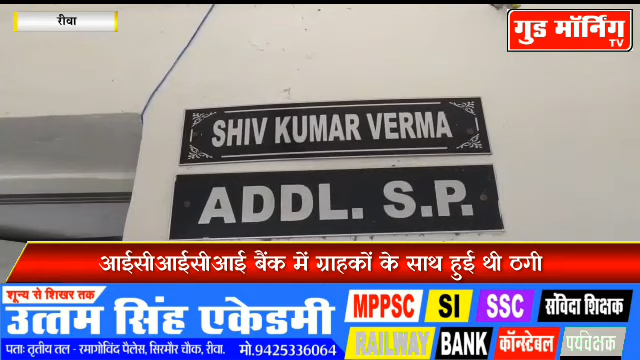 रीवा
गुड मॉर्निंग
TV
SHIV KUMAR VERMA
ADDL. S.P.
आईसीआईसीआई बैंक में ग्राहकों के साथ हुई थी ठगी
शून्य से शिखर तक
उत्तम सिंह एकेडमी
पताः तृतीय तल - रमागोविंद पैलेस, सिरमौर चौक, रीवा. मो.9425336064
MPPSC SI SSC संविदा शिक्षक
RAILWAY BANK कॉन्स्टेबल पर्यवेक्षक